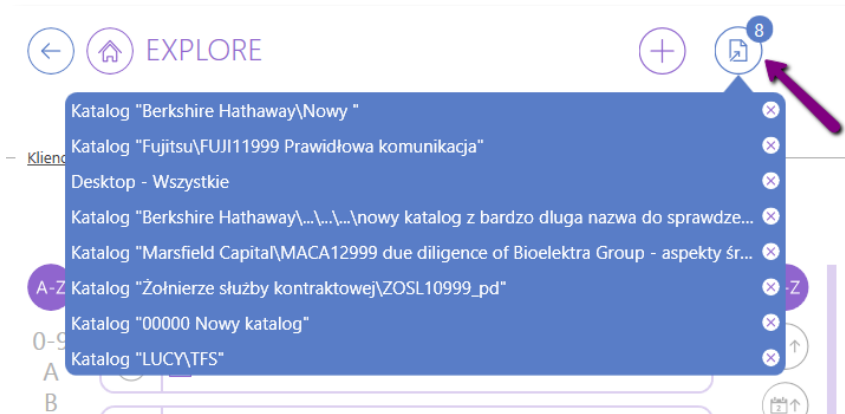 EXPLORE
8
Katalog "Berkshire Hathaway\Nowy "
Katalog "Fujitsu\FUJI11999 Prawidłowa komunikacja"
Klienc
Desktop - Wszystkie
Katalog "Berkshire Hathaway\...\...\...\nowy katalog z bardzo dluga nazwa do sprawdze...
Katalog "Marsfield Capital\MACA12999 due diligence of Bioelektra Group - aspekty śr...
A-Z
Katalog "Żołnierze służby kontraktowej\ZOSL10999_pd"
-Z
Katalog "00000 Nowy katalog"
0-9
Katalog "LUCY\TFS"
A
B
2